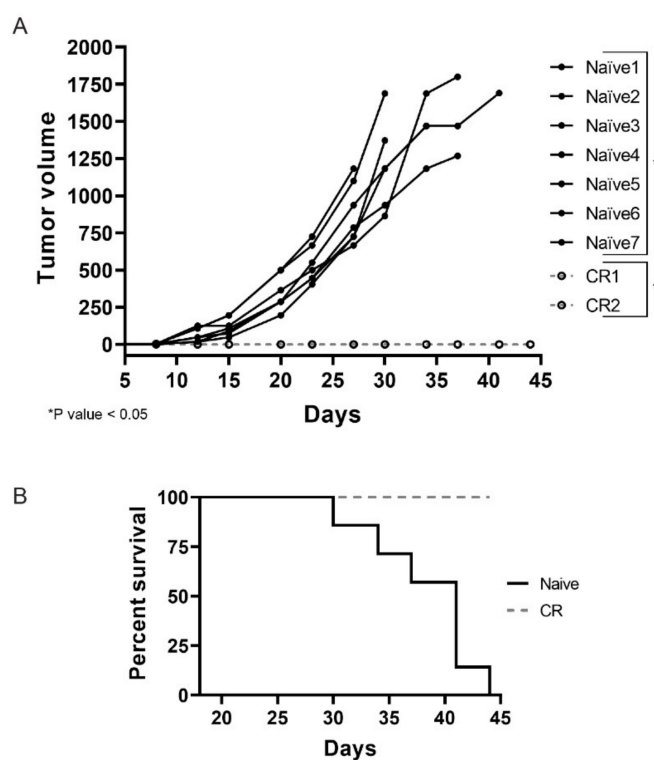 A
Tumor volume
2000
1750
1500
1250
1000
750
500
250
0
5 10 15 20 25 30 35 40 45
Days
*P value < 0.05
Naïve1
Naïve2
Naïve3
Naïve4
Naïve5
Naïve6
Naïve7
CR1
CR2
B
Percent survival
100
75
50
25
0
20 25 30 35 40 45
Days
Naive
CR